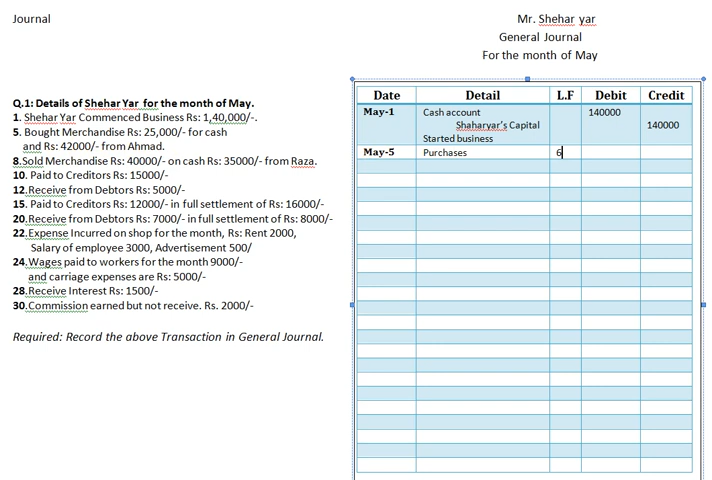 Journal
Mr. Shehar yar
General Journal
For the month of May
Q.1: Details of Shehar Yar for the month of May.
1. Shehar Yar Commenced Business Rs: 1,40,000/-.
5. Bought Merchandise Rs: 25,000/- for cash
and Rs: 42000/- from Ahmad.
8.Sold Merchandise Rs: 40000/- on cash Rs: 35000/- from Raza.
10. Paid to Creditors Rs: 15000/-
12.Receive from Debtors Rs: 5000/-
15. Paid to Creditors Rs: 12000/- in full settlement of Rs: 16000/-
20.Receive from Debtors Rs: 7000/- in full settlement of Rs: 8000/-
22.Expense Incurred on shop for the month, Rs: Rent 2000,
Salary of employee 3000, Advertisement 500/
24.Wages paid to workers for the month 9000/-
and carriage expenses are Rs: 5000/-
28.Receive Interest Rs: 1500/-
30.Commission earned but not receive. Rs. 2000/-
Required: Record the above Transaction in General Journal.
Date Detail L.F Debit Credit
May-1 Cash account 140000
Shaharyar's Capital 140000
Started business
May-5 Purchases 6